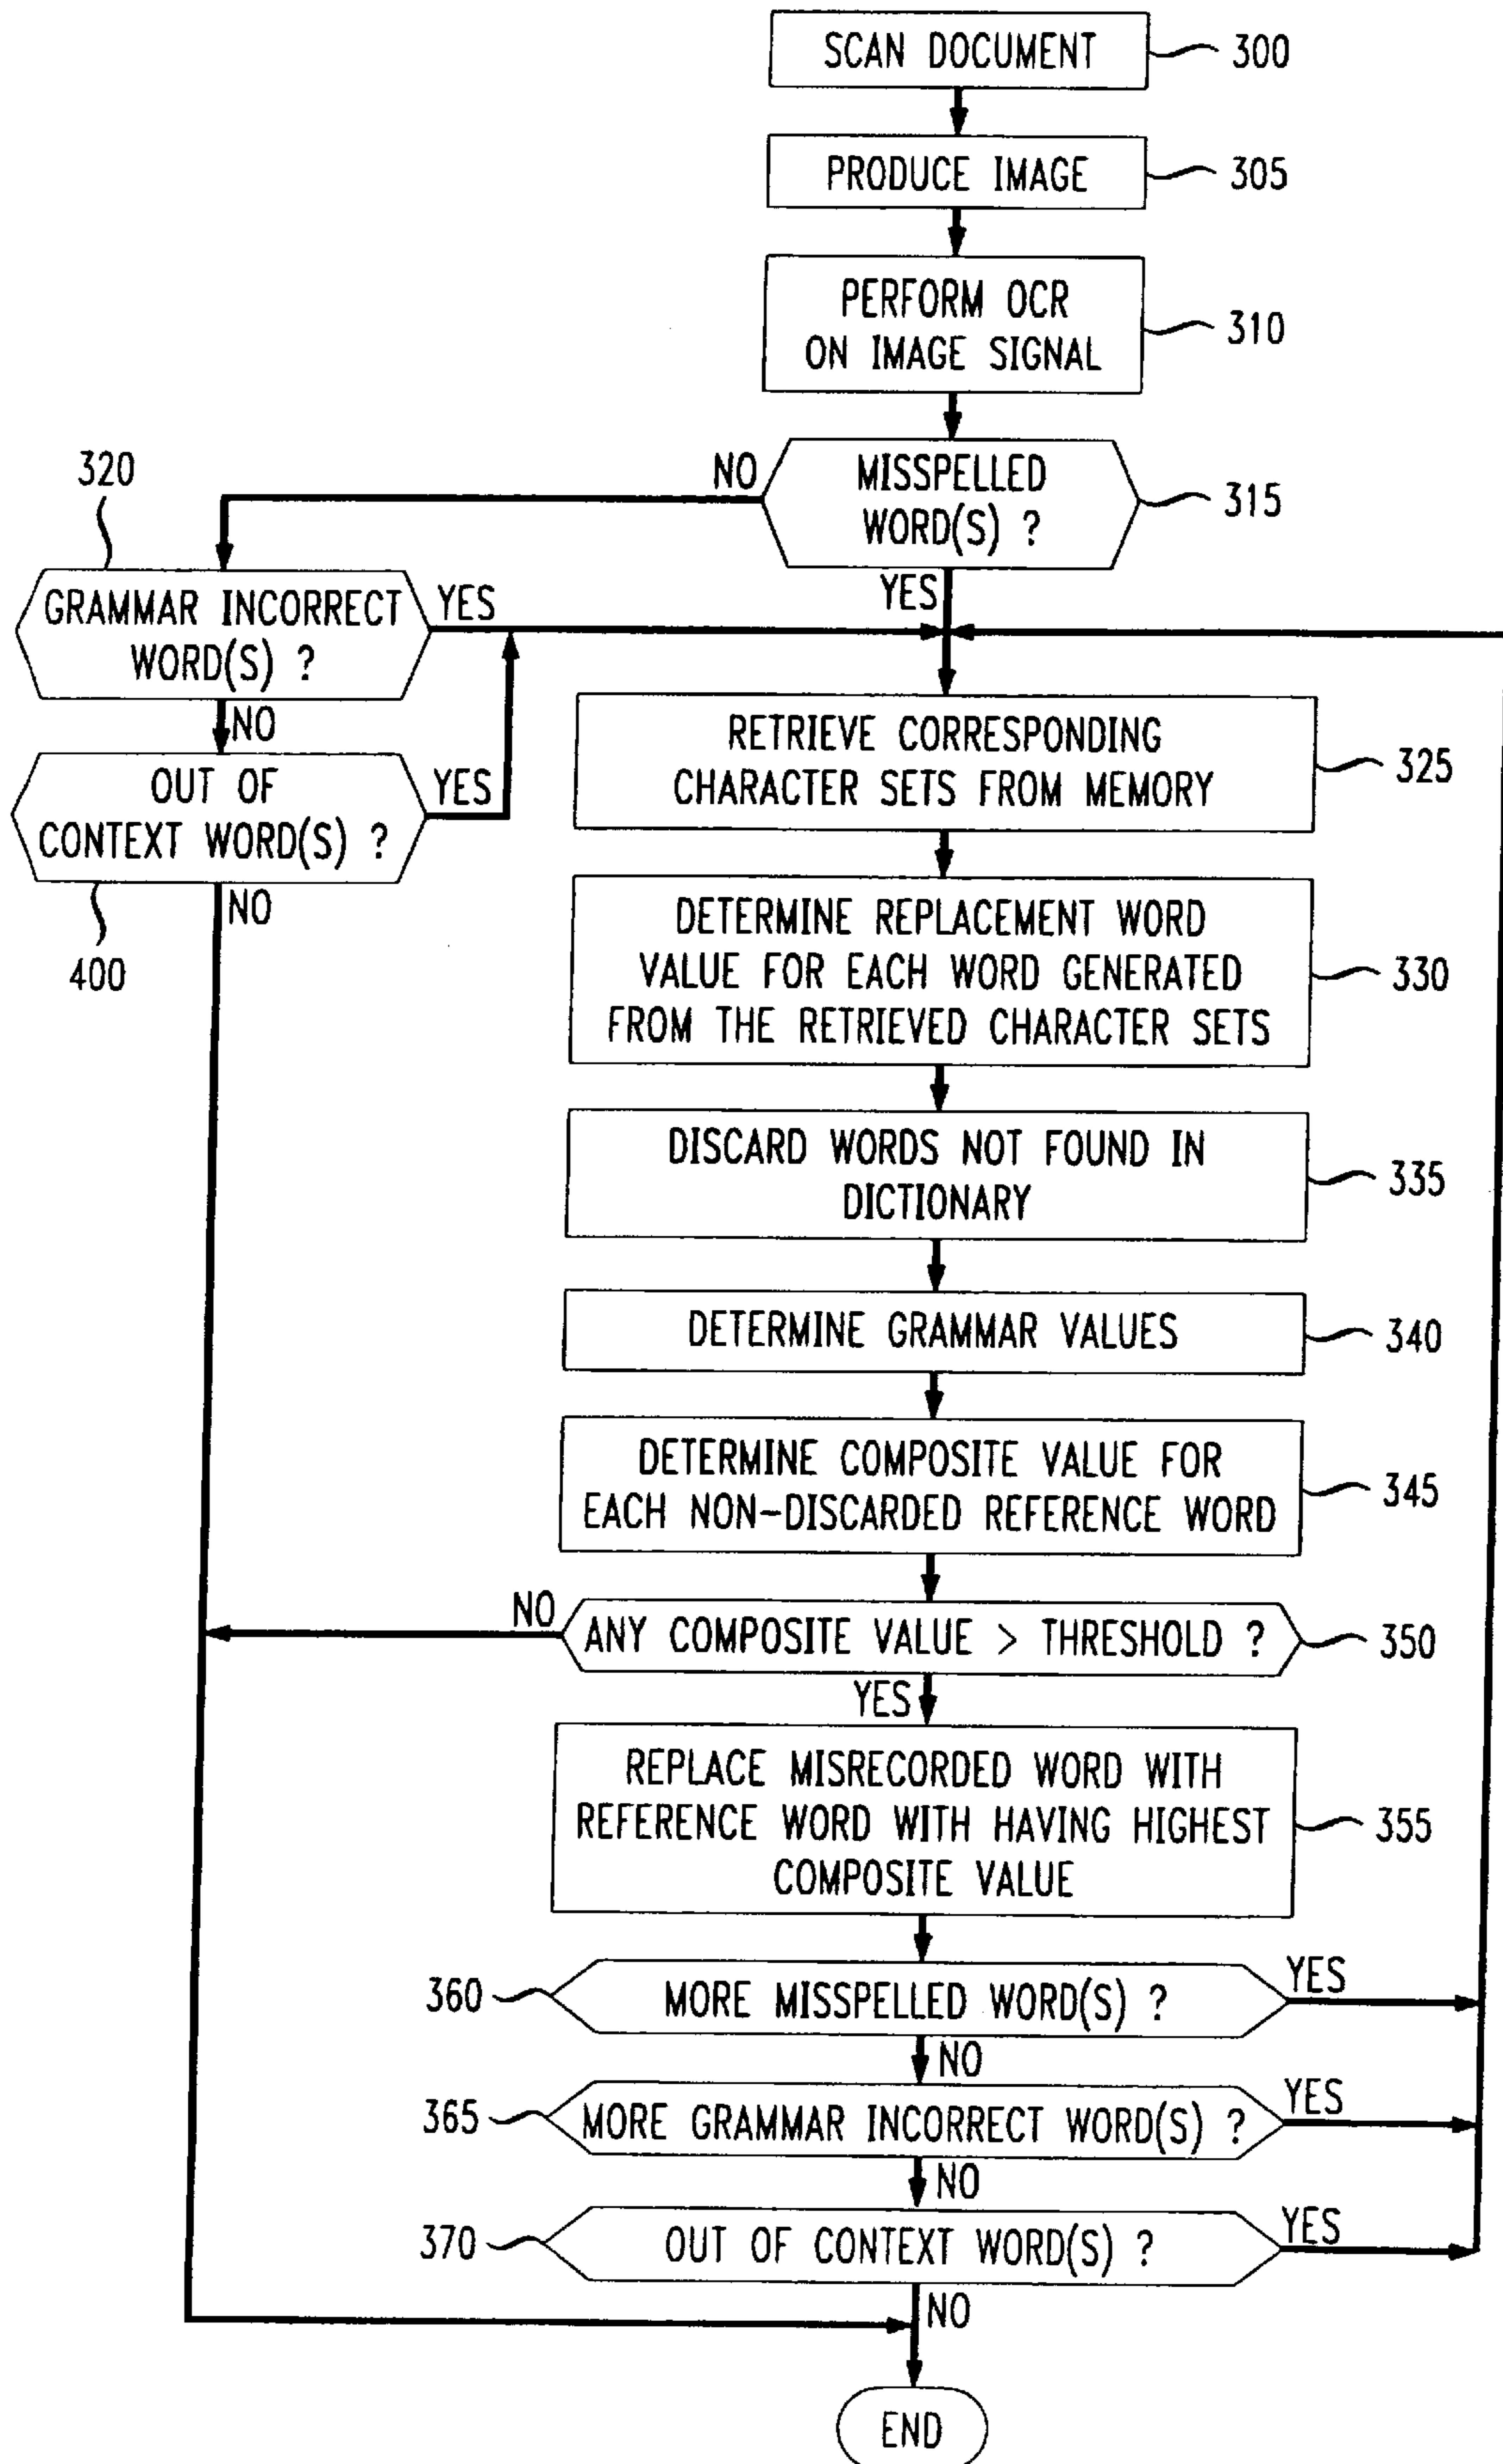 SCAN DOCUMENT
300
PRODUCE IMAGE
305
PERFORM OCR
ON IMAGE SIGNAL
310
MISSPELLED
WORD(S) ?
315
NO
YES
320
GRAMMAR INCORRECT
WORD(S) ?
YES
NO
OUT OF
CONTEXT WORD(S) ?
YES
NO
400
RETRIEVE CORRESPONDING
CHARACTER SETS FROM MEMORY
325
DETERMINE REPLACEMENT WORD
VALUE FOR EACH WORD GENERATED
FROM THE RETRIEVED CHARACTER SETS
330
DISCARD WORDS NOT FOUND IN
DICTIONARY
335
DETERMINE GRAMMAR VALUES
340
DETERMINE COMPOSITE VALUE FOR
EACH NON-DISCARDED REFERENCE WORD
345
NO
ANY COMPOSITE VALUE > THRESHOLD ?
350
YES
REPLACE MISRECORDED WORD WITH
REFERENCE WORD WITH HAVING HIGHEST
COMPOSITE VALUE
355
360
MORE MISSPELLED WORD(S) ?
YES
NO
365
MORE GRAMMAR INCORRECT WORD(S) ?
YES
NO
370
OUT OF CONTEXT WORD(S) ?
YES
NO
END